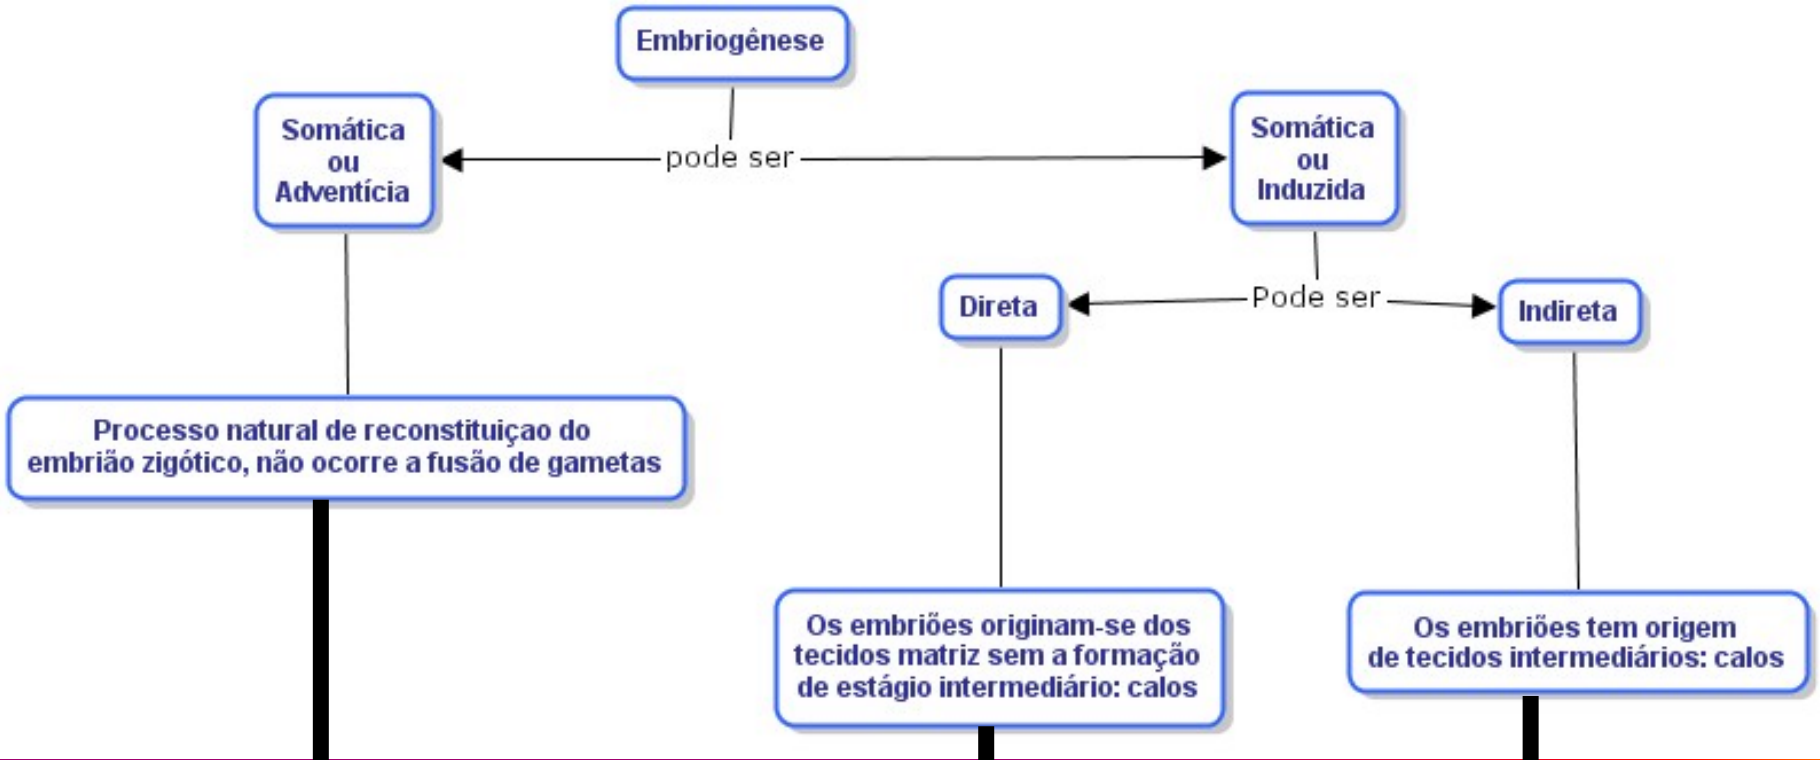 Embriogênese
Somática
ou
Adventícia
pode ser
Somática
ou
Induzida
Direta
Pode ser
Indireta
Processo natural de reconstituiçao do
embrião zigótico, não ocorre a fusão de gametas
Os embriões originam-se dos
tecidos matriz sem a formação
de estágio intermediário: calos
Os embriões tem origem
de tecidos intermediários: calos